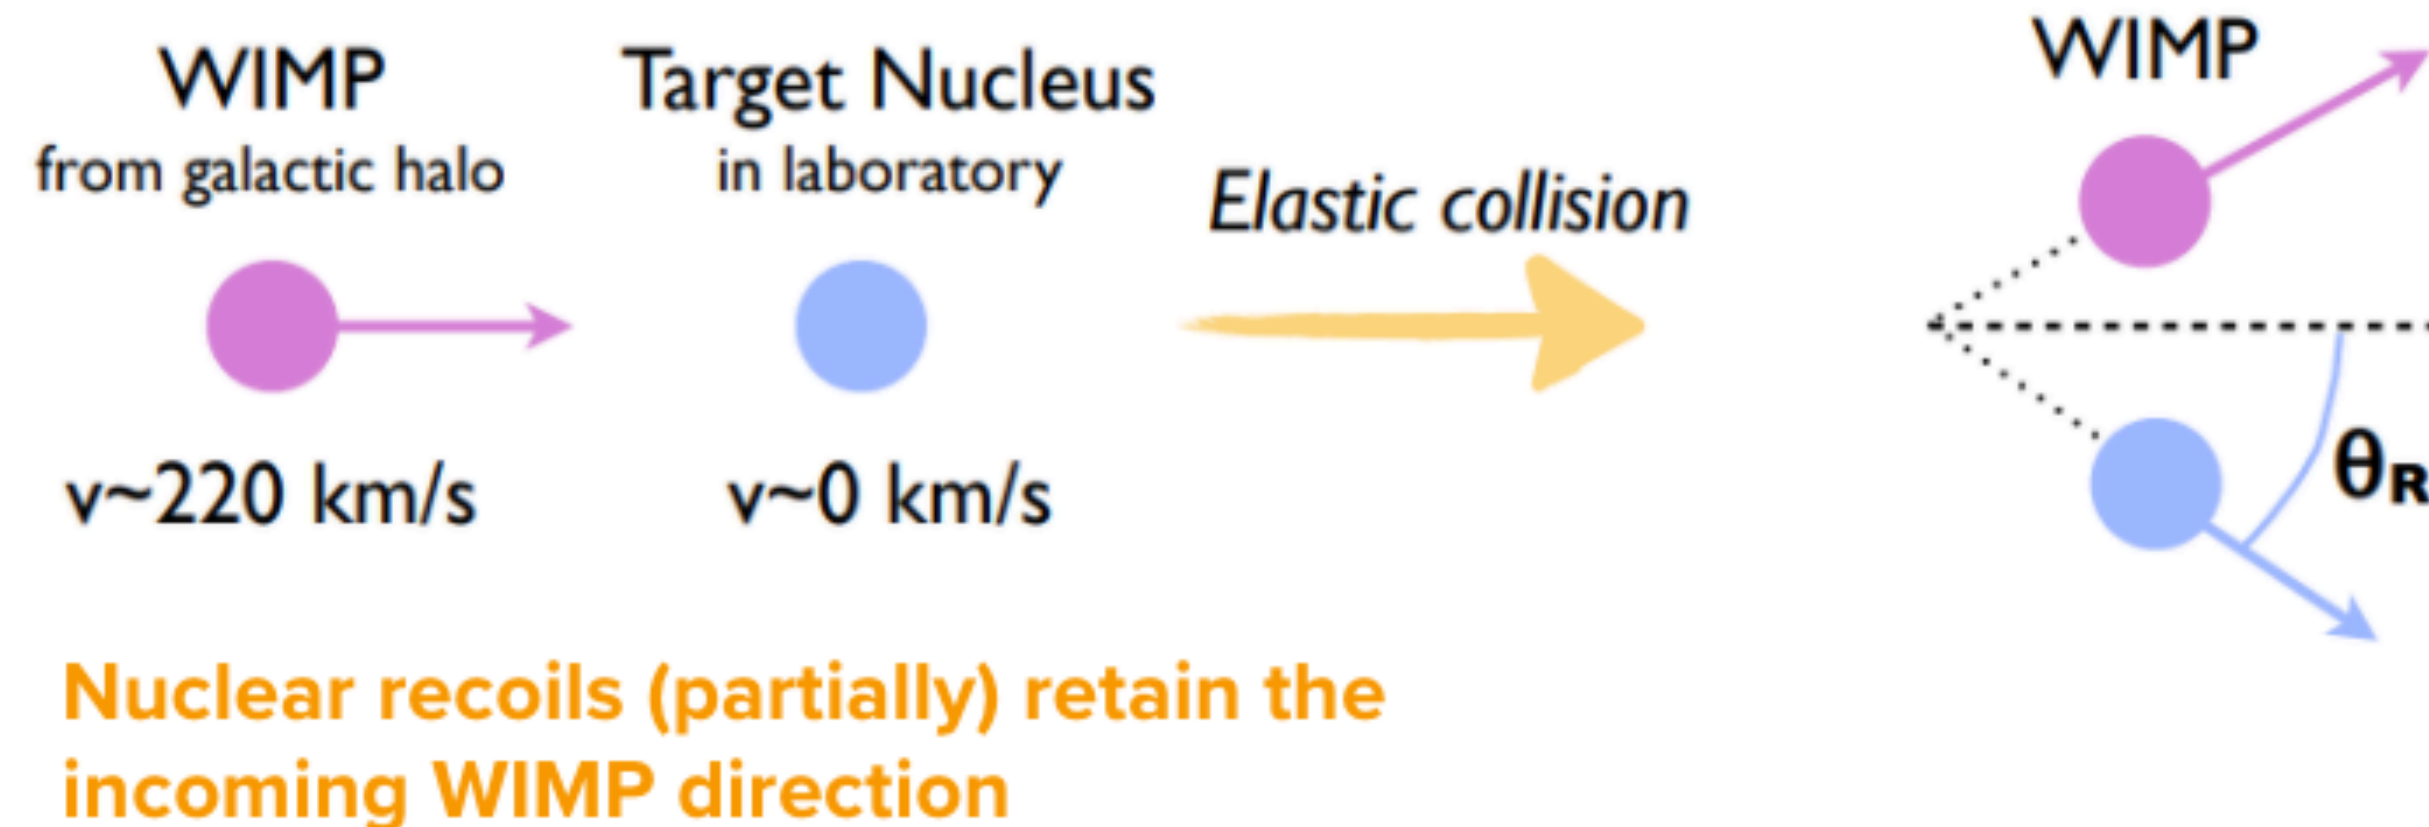 WIMP
from galactic halo
Target Nucleus
in laboratory
Elastic collision
WIMP
v~220 km/s
v~0 km/s
θR
Nuclear recoils (partially) retain the
incoming WIMP direction